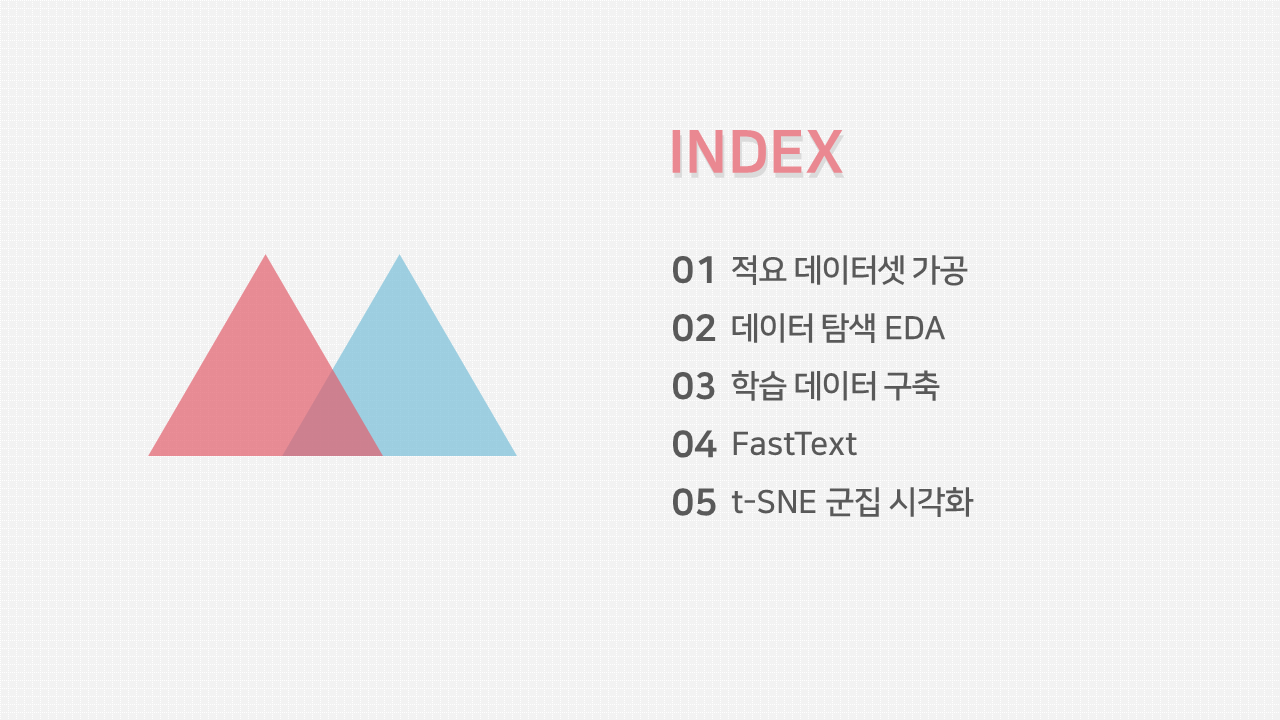 INDEX
01 적요 데이터셋 가공
02 데이터 탐색 EDA
03 학습 데이터 구축
04 FastText
05 t-SNE 군집 시각화